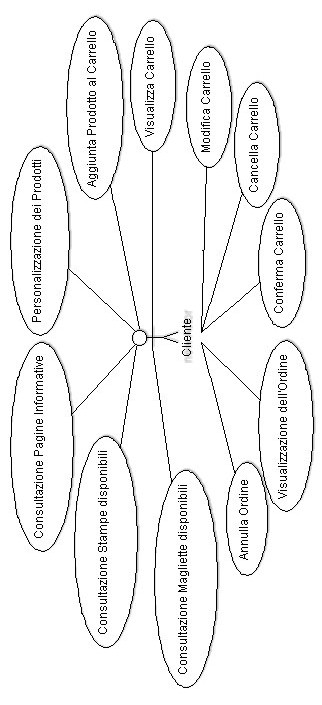 Consultazione Pagine Informative
Personalizzazione dei Prodotti
Aggiunta Prodotto al Carrello
Visualizza Carrello
Modifica Carrello
Cancella Carrello
Conferma Carrello
Cliente
Consultazione Stampe disponibili
Consultazione Magliette disponibili
Annulla Ordine
Visualizzazione dell'Ordine